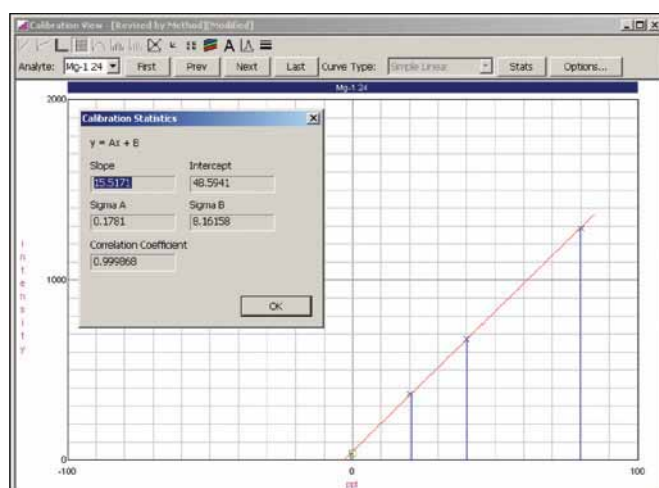 Calibration View - [Revised by Method][Modified]
Analyte: Mg-1 24 First Prev Next Last Curve Type: Simple Linear Stats Options...
Mg-1 24
2000
1000
0
-100
0
100
Intensity
ppt
Calibration Statistics
y = Ax + B
Slope Intercept
15.5171 48.5941
Sigma A Sigma B
0.1781 8.16158
Correlation Coefficient
0.999868
OK